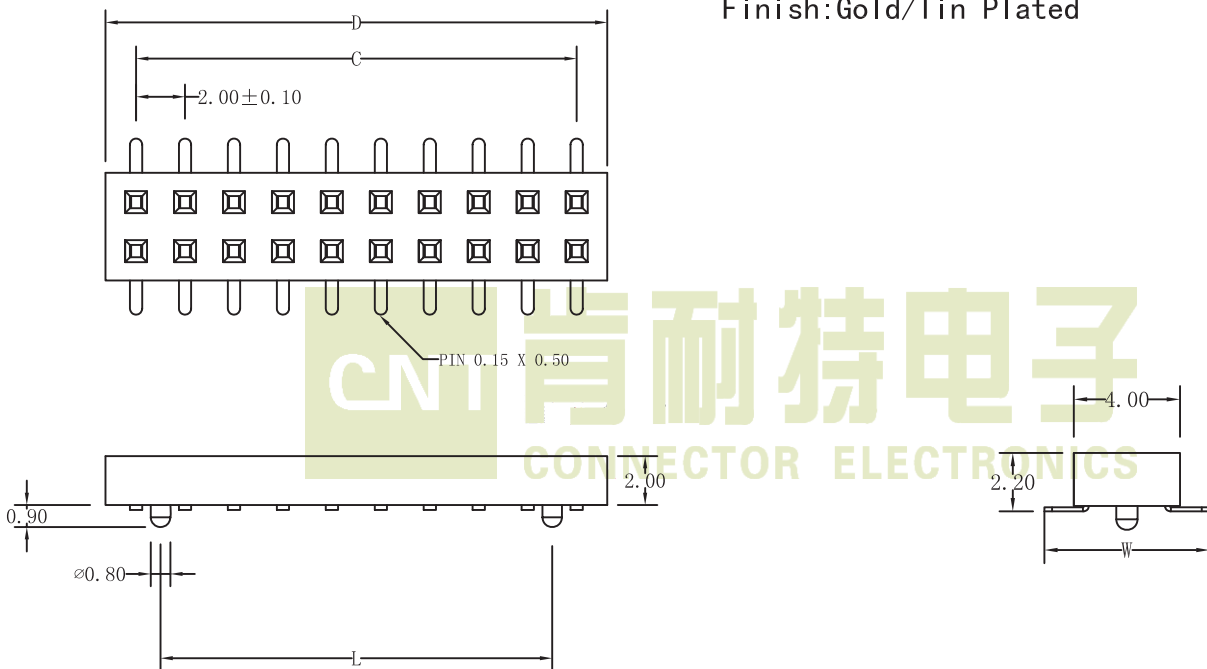 Finish:Gold/Tin Plated
D
C
2.00±0.10
PIN 0.15 X 0.50
CNT 肯耐特电子
CONNECTOR ELECTRONICS
4.00
2.00
2.20
0.90
W
⌀0.80
L